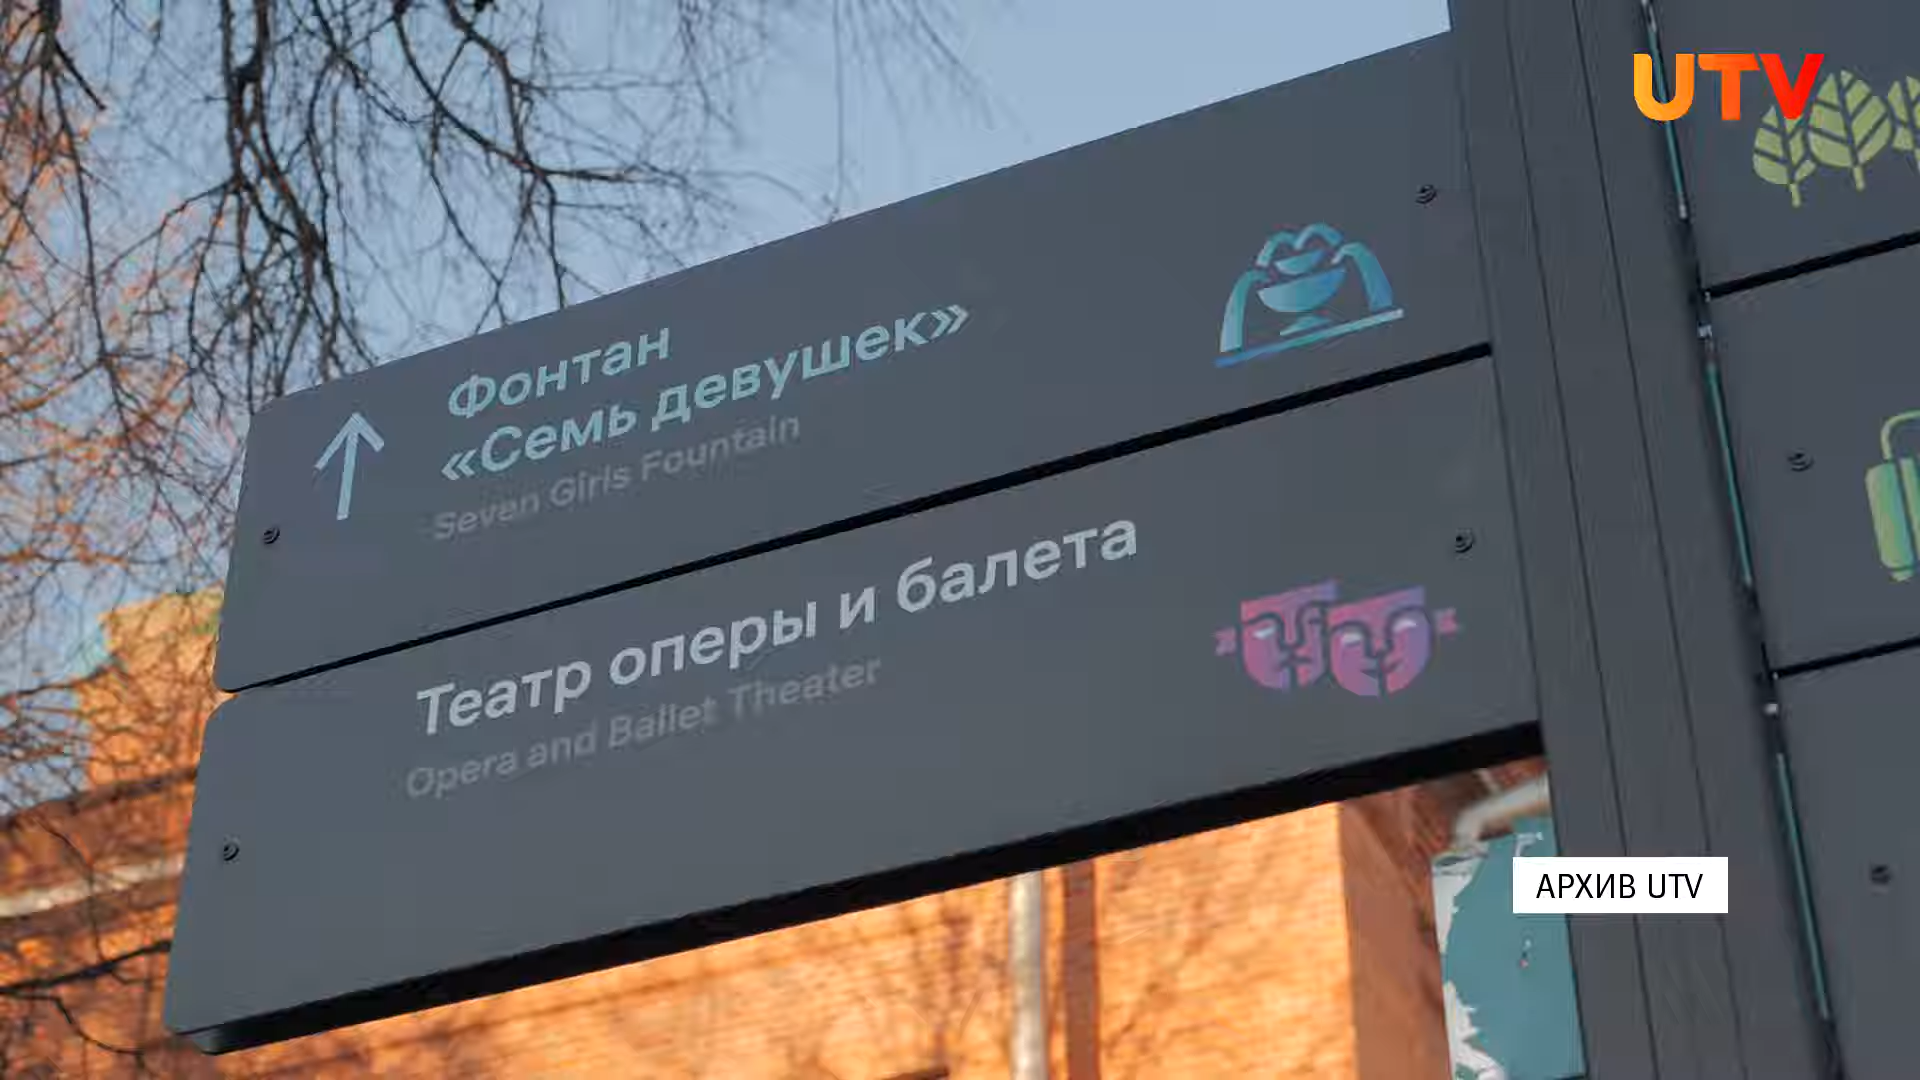 UTV
Фонтан
«Семь девушек»
Seven Girls Fountain
Театр оперы и балета
Opera and Ballet Theater
АРХИВ UTV